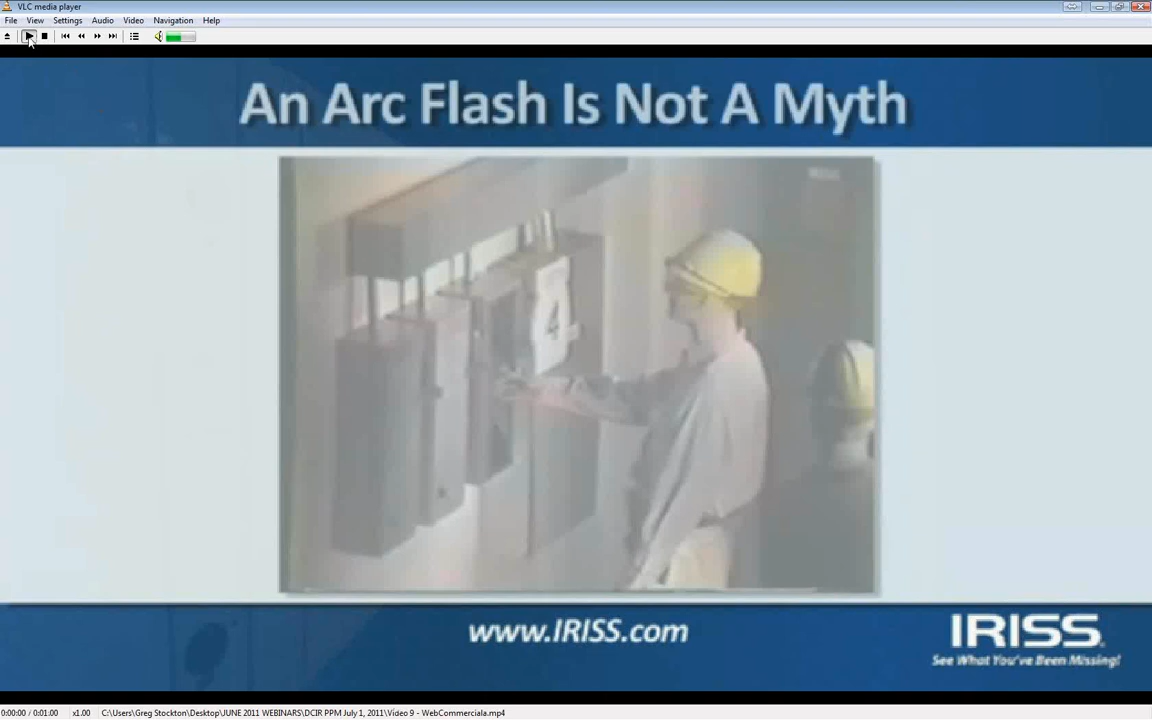 VLC media player
File View Settings Audio Video Navigation Help
An Arc Flash Is Not A Myth
IRISS
4
www.IRISS.com
IRISS
See What You've Been Missing!
0:00:00 / 0:01:00 x1.00 C:\Users\Greg Stockton\Desktop\JUNE 2011 WEBINARS\DCIR PPM July 1, 2011\Video 9 - WebCommerciala.mp4